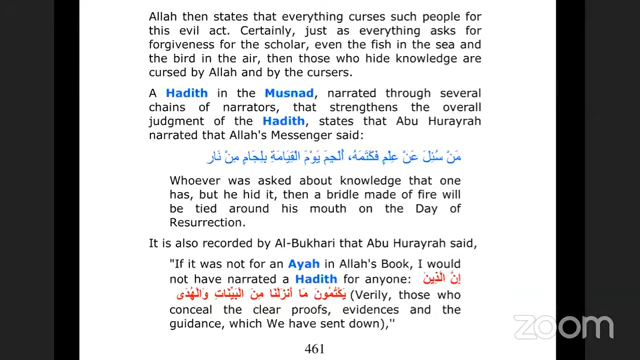 Allah then states that everything curses such people for
this evil act. Certainly, just as everything asks for
forgiveness for the scholar, even the fish in the sea and
the bird in the air, then those who hide knowledge are
cursed by Allah and by the cursers.
A Hadith in the Musnad, narrated through several
chains of narrators, that strengthens the overall
judgment of the Hadith, states that Abu Hurayrah
narrated that Allah's Messenger said:
مَنْ سُئِلَ عَنْ عِلْمٍ فَكَتَمَهُ، أُلْجِمَ يَوْمَ الْقِيَامَةِ بِلِجَامٍ مِنْ نَار
Whoever was asked about knowledge that one
has, but he hid it, then a bridle made of fire will
be tied around his mouth on the Day of
Resurrection.
It is also recorded by Al-Bukhari that Abu Hurayrah said,
"If it was not for an Ayah in Allah's Book, I would
not have narrated a Hadith for anyone: إِنَّ الَّذِينَ
يَكْتُمُونَ مَا أَنزَلْنَا مِنَ الْبَيِّنَاتِ وَالْهُدَى (Verily, those who
conceal the clear proofs, evidences and the
guidance, which We have sent down),''
461
zoom